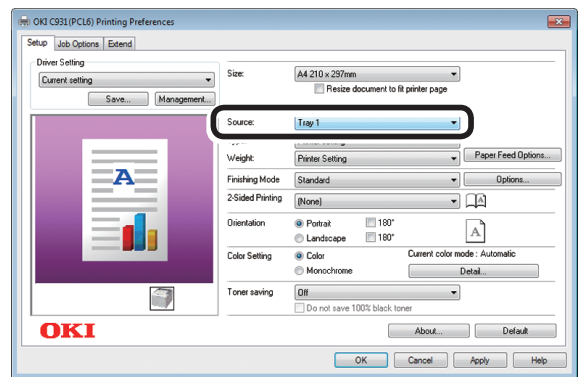 OKI C931(PCL6) Printing Preferences
Setup Job Options Extend
Driver Setting
Current setting
Save... Management...
Size: A4 210 x 297mm
Resize document to fit printer page
Source: Tray 1
Weight: Printer Setting Paper Feed Options...
Finishing Mode Standard Options...
2-Sided Printing (None)
Orientation Portrait 180°
Landscape 180°
Color Setting Color Current color mode : Automatic
Monochrome Detail...
Toner saving Off
Do not save 100% black toner
A
A
A
OKI
About... Default
OK Cancel Apply Help